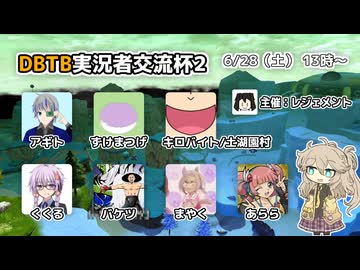 DBTB実況者交流杯2 6/28（土）13時～
主催：レジェメント
アギト ずけまつげ キロバイト/土湖園村
くくる バケツ まやく あらら